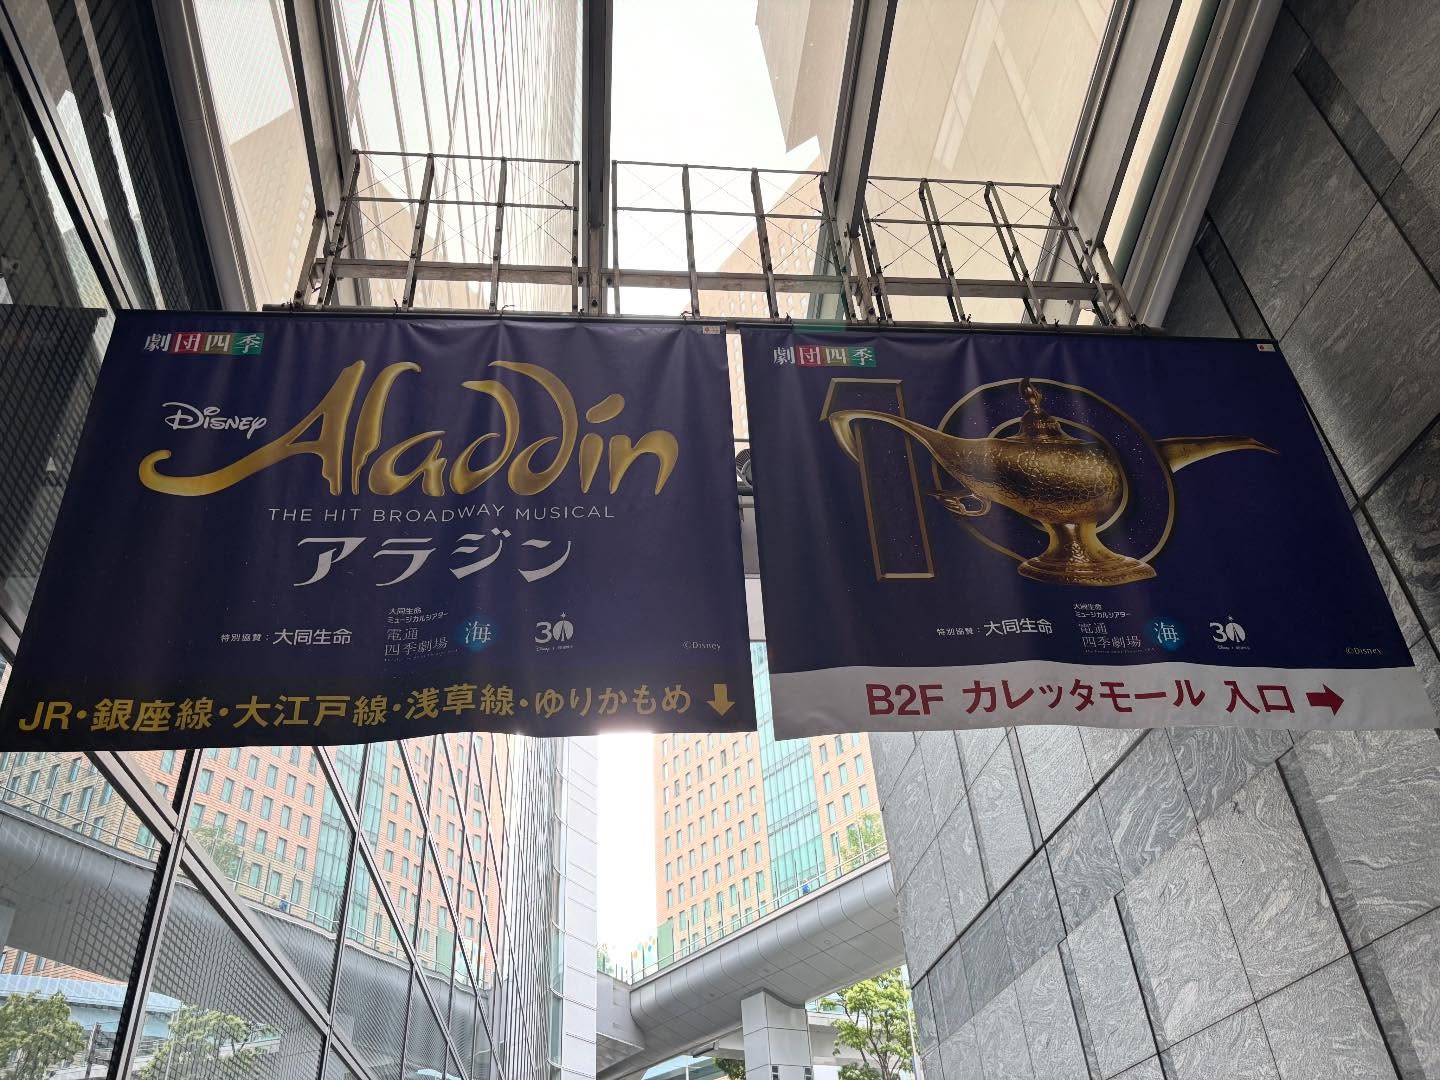 劇団四季
Disney Aladdin
THE HIT BROADWAY MUSICAL
アラジン
特別協賛：大同生命
大同生命
ミュージカルシアター
電通
四季劇場
海
30
©Disney
JR・銀座線・大江戸線・浅草線・ゆりかもめ
劇団四季
10
特別協賛：大同生命
大同生命
ミュージカルシアター
電通
四季劇場
海
30
©Disney
B2F カレッタモール 入口